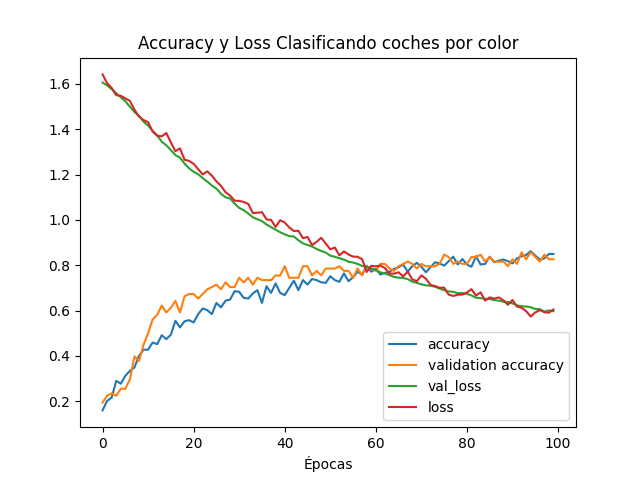 Accuracy y Loss Clasificando coches por color
1.6
1.4
1.2
1.0
0.8
0.6
0.4
0.2
0
20
40
60
80
100
Épocas
accuracy
validation accuracy
val_loss
loss